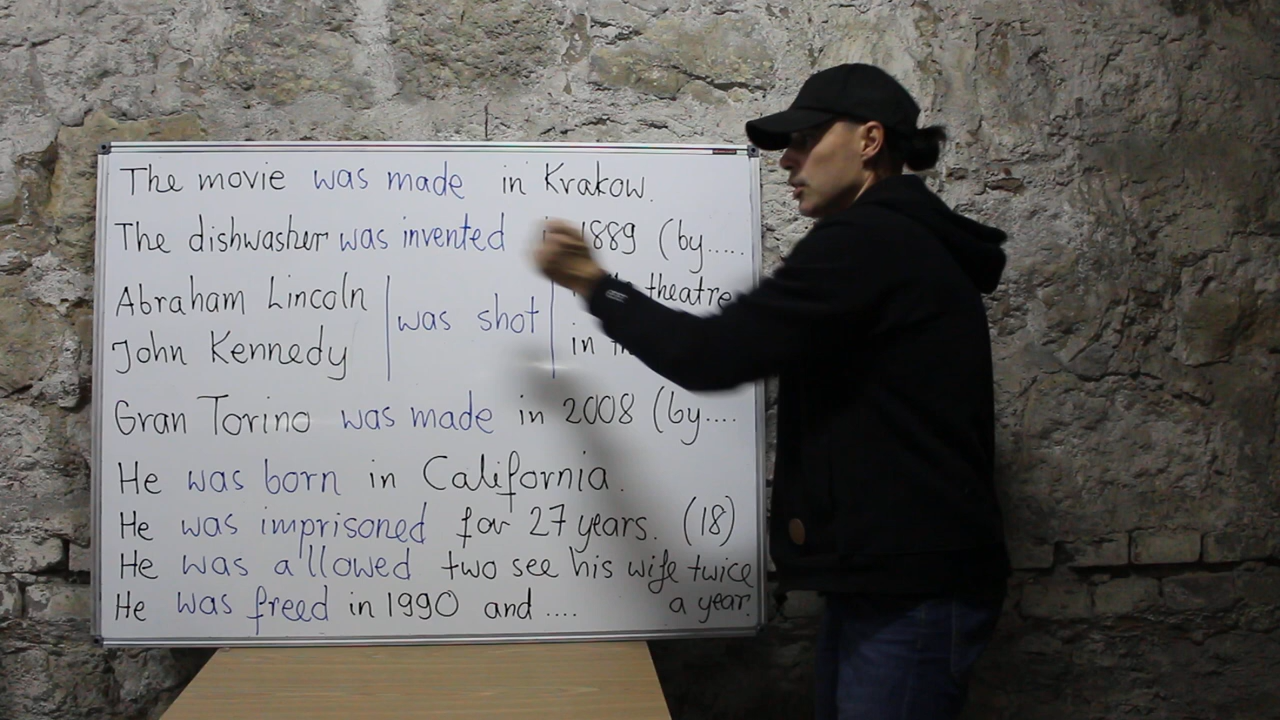 The movie was made in Krakow.
The dishwasher was invented 1889 (by....
Abraham Lincoln
John Kennedy
was shot
theatre
in
Gran Torino was made in 2008 (by....
He was born in California.
He was imprisoned for 27 years. (18)
He was allowed two see his wife twice
a year.
He was freed in 1990 and ....